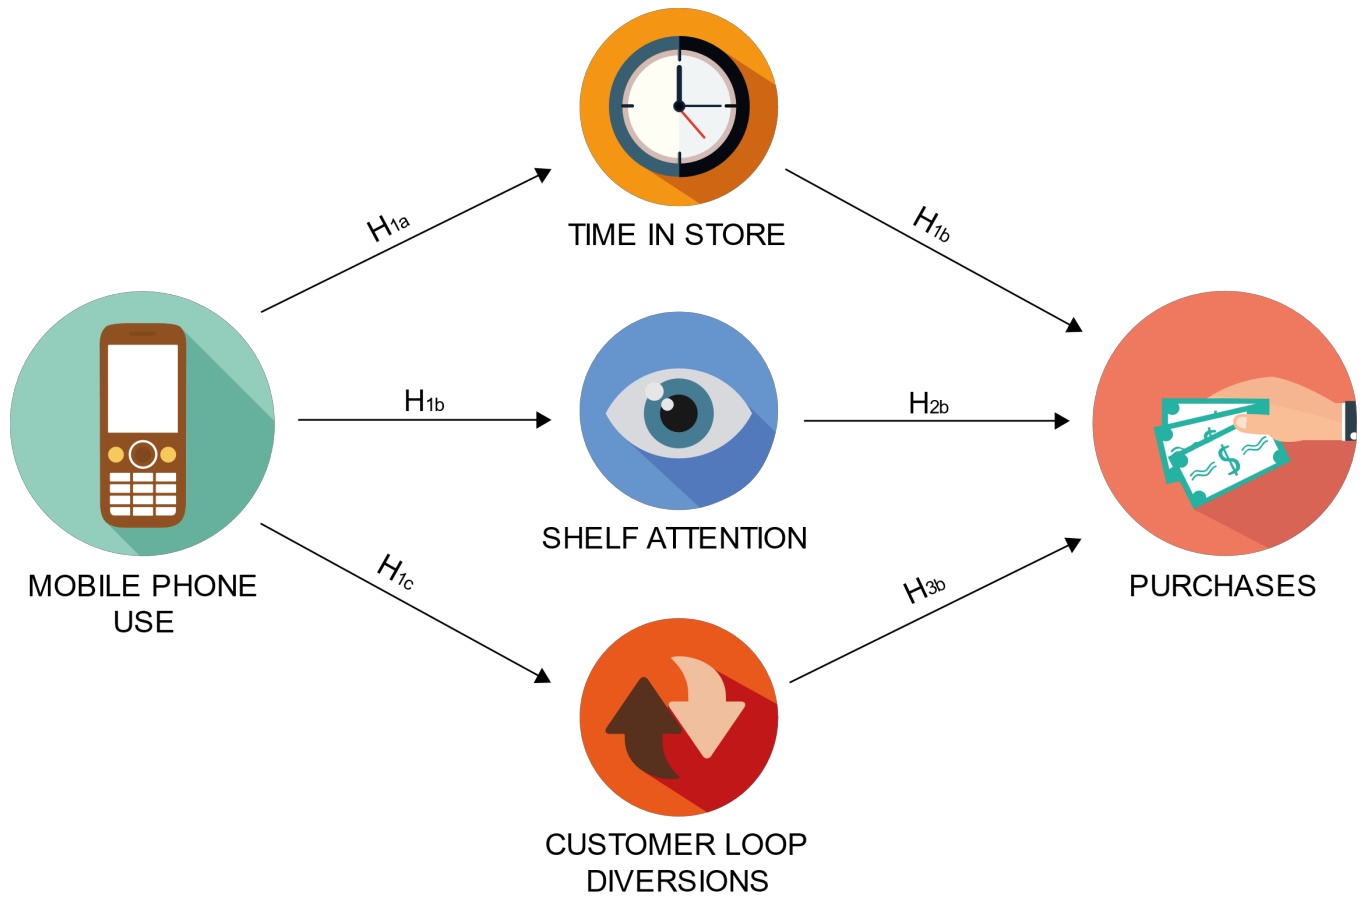 TIME IN STORE
H1a
H1b
H1b
SHELF ATTENTION
H2b
MOBILE PHONE
USE
H1c
H3b
PURCHASES
CUSTOMER LOOP
DIVERSIONS